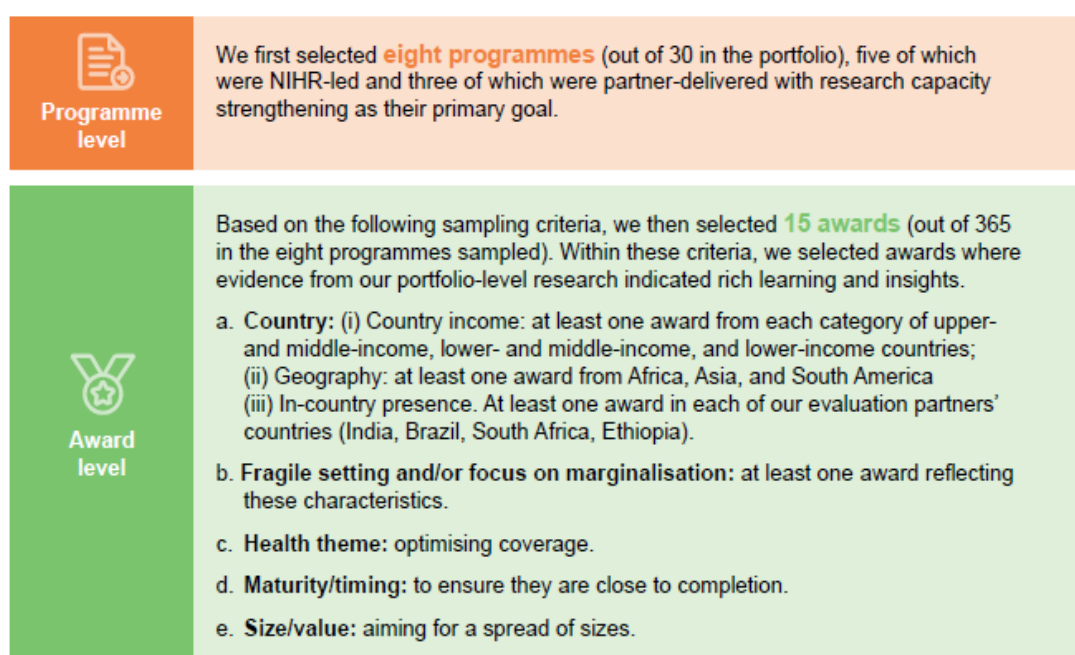 Programme
level
We first selected eight programmes (out of 30 in the portfolio), five of which
were NIHR-led and three of which were partner-delivered with research capacity
strengthening as their primary goal.
Award
level
Based on the following sampling criteria, we then selected 15 awards (out of 365
in the eight programmes sampled). Within these criteria, we selected awards where
evidence from our portfolio-level research indicated rich learning and insights.
a. Country: (i) Country income: at least one award from each category of upper-
and middle-income, lower- and middle-income, and lower-income countries;
(ii) Geography: at least one award from Africa, Asia, and South America
(iii) In-country presence. At least one award in each of our evaluation partners’
countries (India, Brazil, South Africa, Ethiopia).
b. Fragile setting and/or focus on marginalisation: at least one award reflecting
these characteristics.
c. Health theme: optimising coverage.
d. Maturity/timing: to ensure they are close to completion.
e. Size/value: aiming for a spread of sizes.